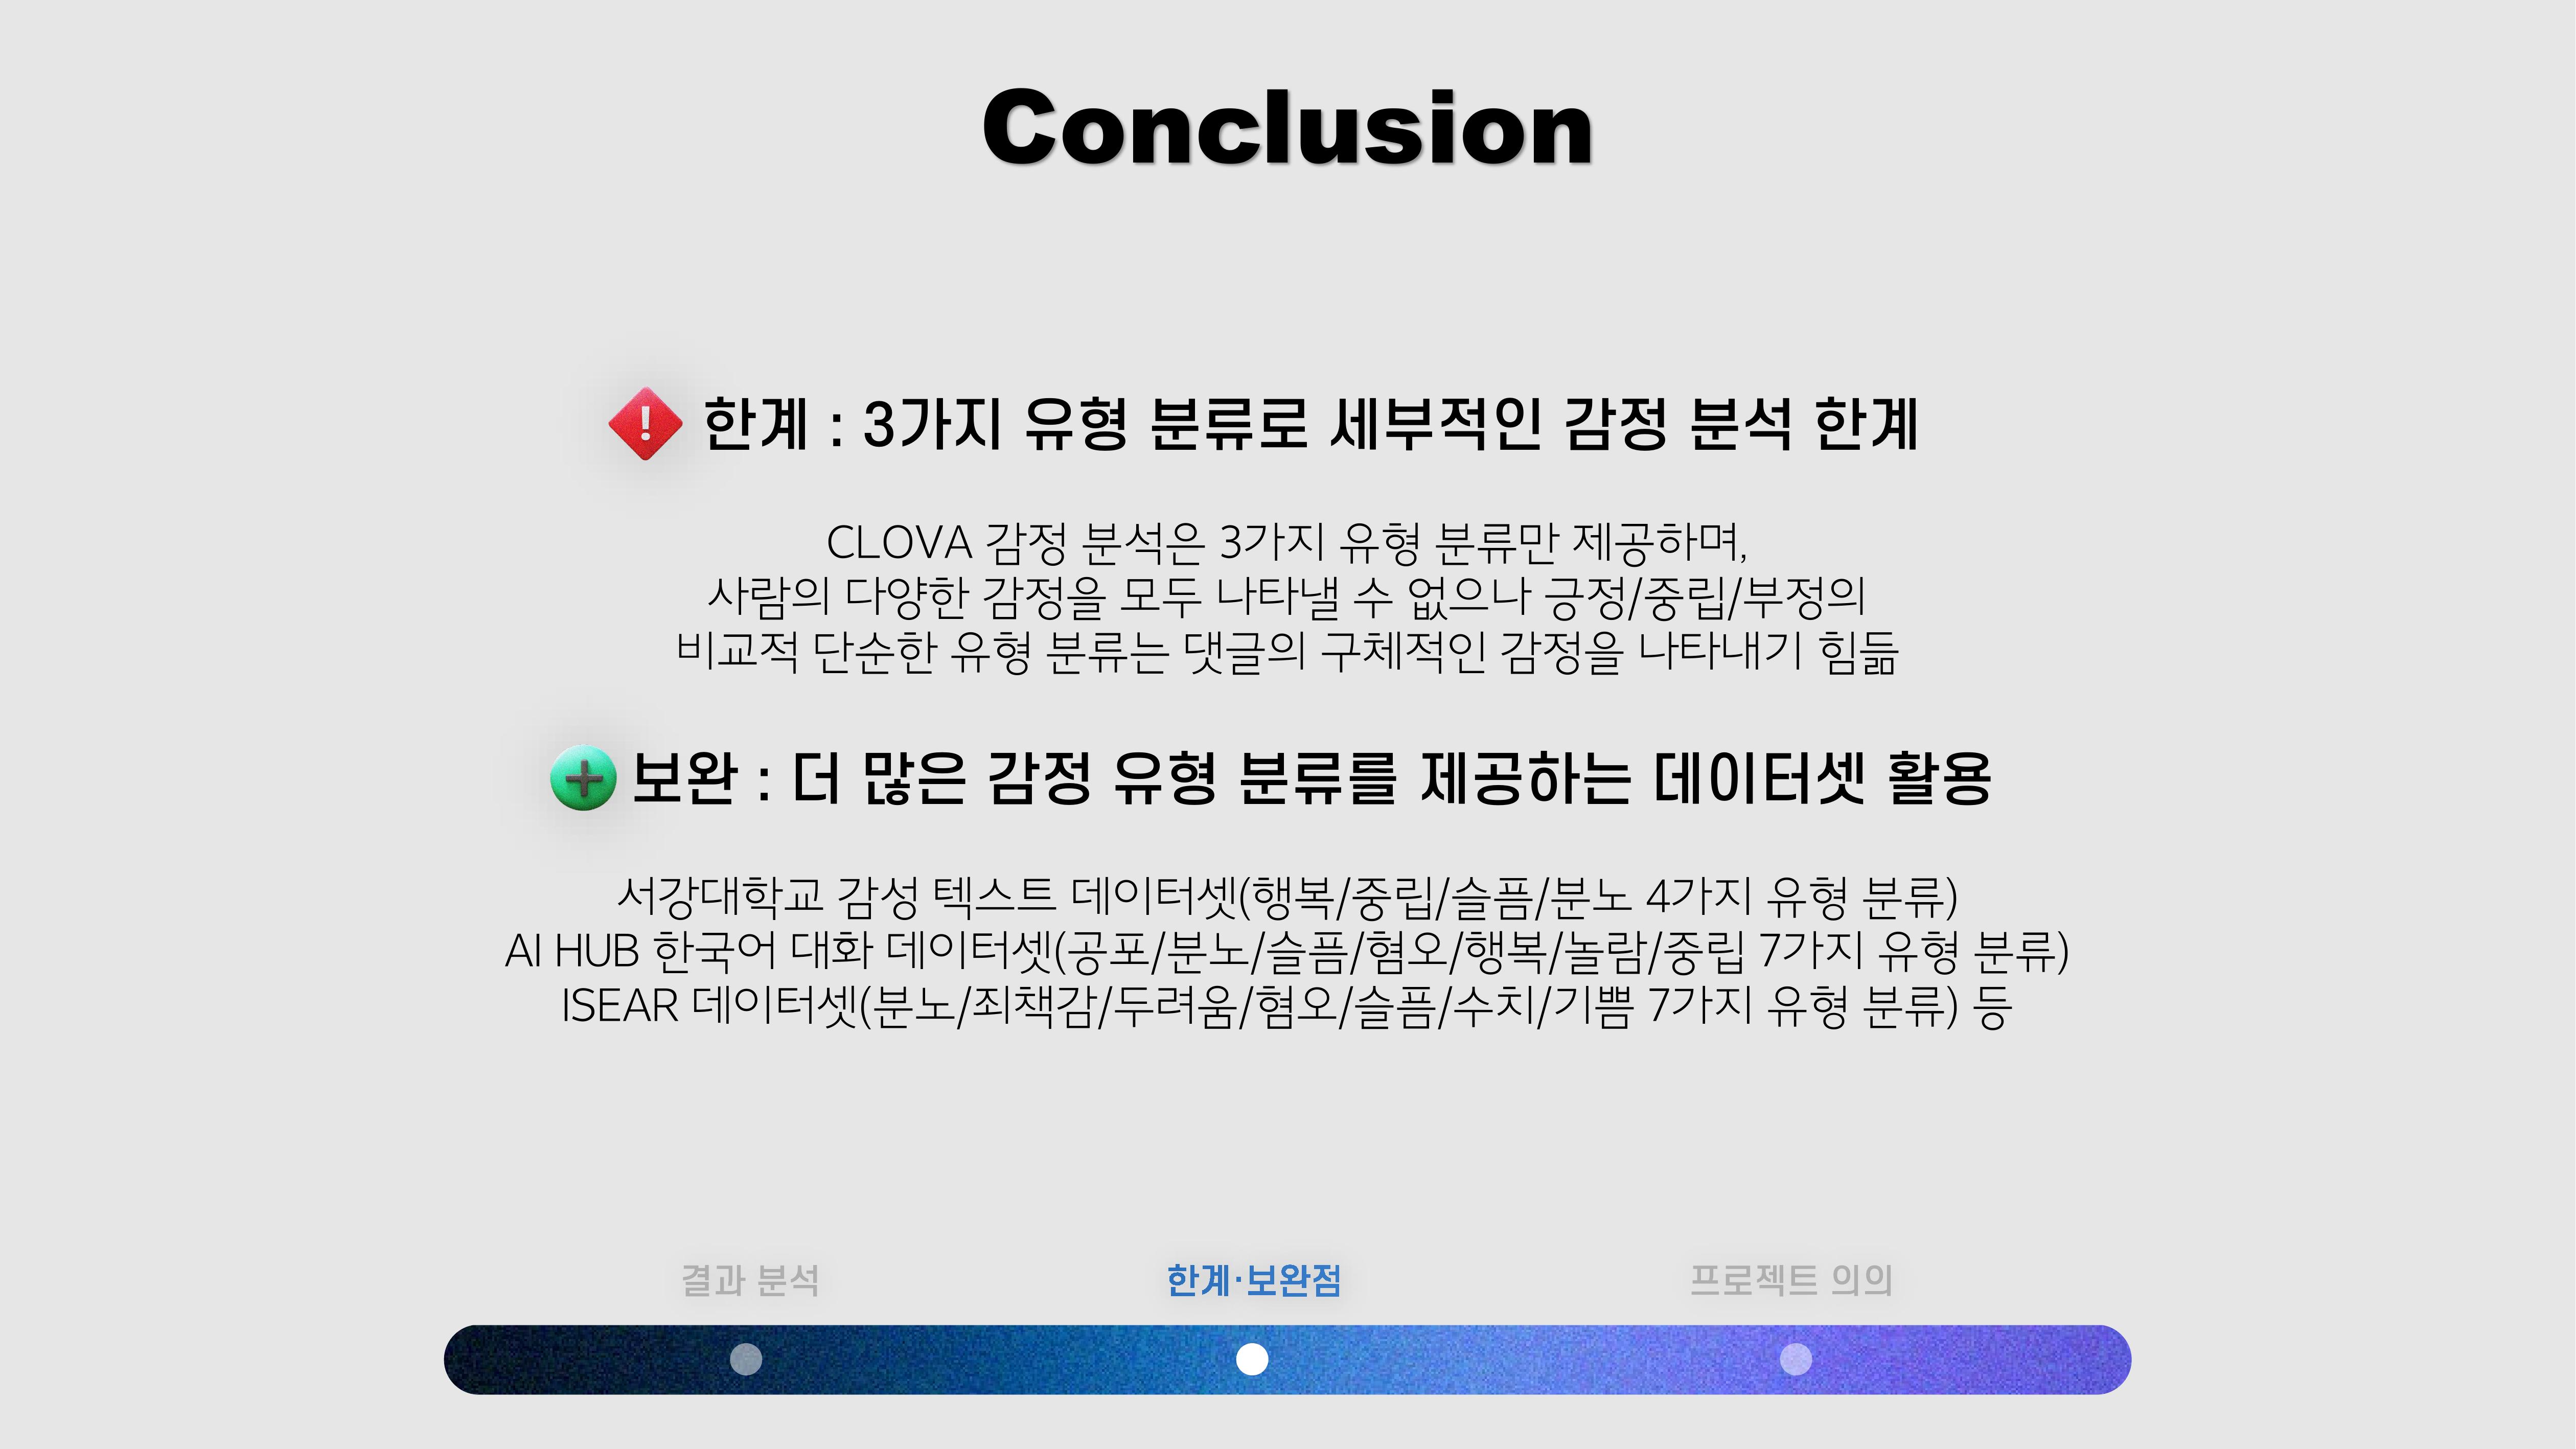 Conclusion
한계 : 3가지 유형 분류로 세부적인 감정 분석 한계
CLOVA 감정 분석은 3가지 유형 분류만 제공하며,
사람의 다양한 감정을 모두 나타낼 수 없으나 긍정/중립/부정의
비교적 단순한 유형 분류는 댓글의 구체적인 감정을 나타내기 힘듦
보완 : 더 많은 감정 유형 분류를 제공하는 데이터셋 활용
서강대학교 감성 텍스트 데이터셋(행복/중립/슬픔/분노 4가지 유형 분류)
AI HUB 한국어 대화 데이터셋(공포/분노/슬픔/혐오/행복/놀람/중립 7가지 유형 분류)
ISEAR 데이터셋(분노/죄책감/두려움/혐오/슬픔/수치/기쁨 7가지 유형 분류) 등
결과 분석
한계·보완점
프로젝트 의의